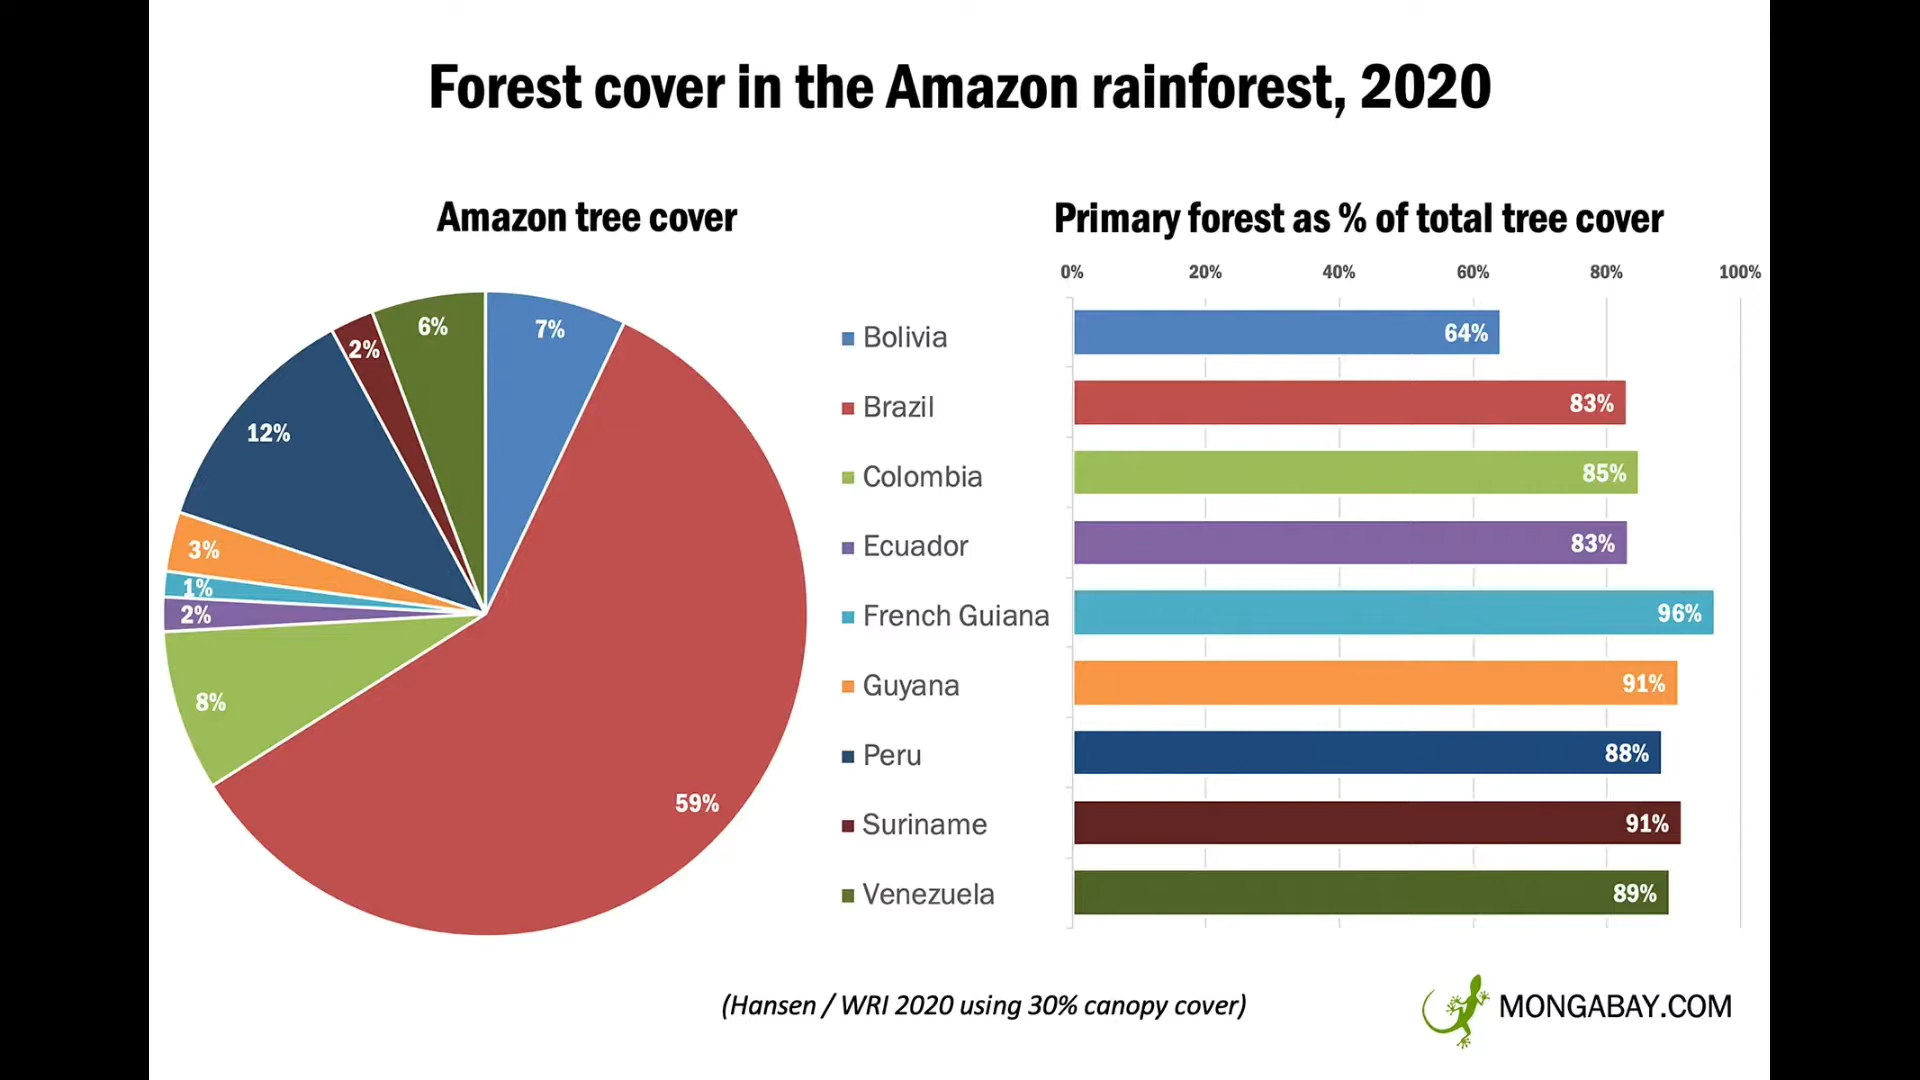 Forest cover in the Amazon rainforest, 2020
Amazon tree cover
6%
7%
2%
12%
3%
1%
2%
8%
59%
Bolivia
Brazil
Colombia
Ecuador
French Guiana
Guyana
Peru
Suriname
Venezuela
Primary forest as % of total tree cover
0% 20% 40% 60% 80% 100%
64%
83%
85%
83%
96%
91%
88%
91%
89%
(Hansen / WRI 2020 using 30% canopy cover)
MONGABAY.COM